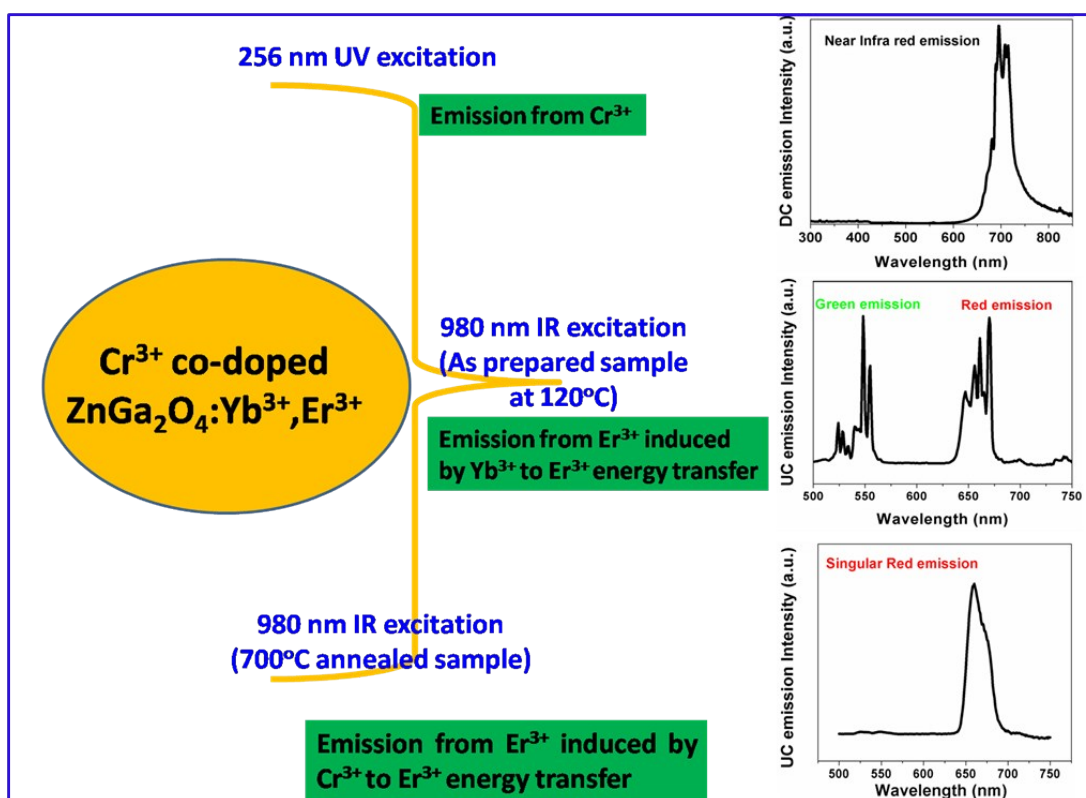 256 nm UV excitation
Emission from Cr³⁺
Cr³⁺ co-doped
ZnGa₂O₄:Yb³⁺,Er³⁺
980 nm IR excitation
(As prepared sample
at 120°C)
Emission from Er³⁺ induced
by Yb³⁺ to Er³⁺ energy transfer
980 nm IR excitation
(700°C annealed sample)
Emission from Er³⁺ induced by
Cr³⁺ to Er³⁺ energy transfer
Near Infra red emission
DC emission Intensity (a.u.)
300 400 500 600 700 800
Wavelength (nm)
Green emission Red emission
UC emission Intensity (a.u.)
500 550 600 650 700 750
Wavelength (nm)
Singular Red emission
UC emission Intensity (a.u.)
500 550 600 650 700 750
Wavelength (nm)